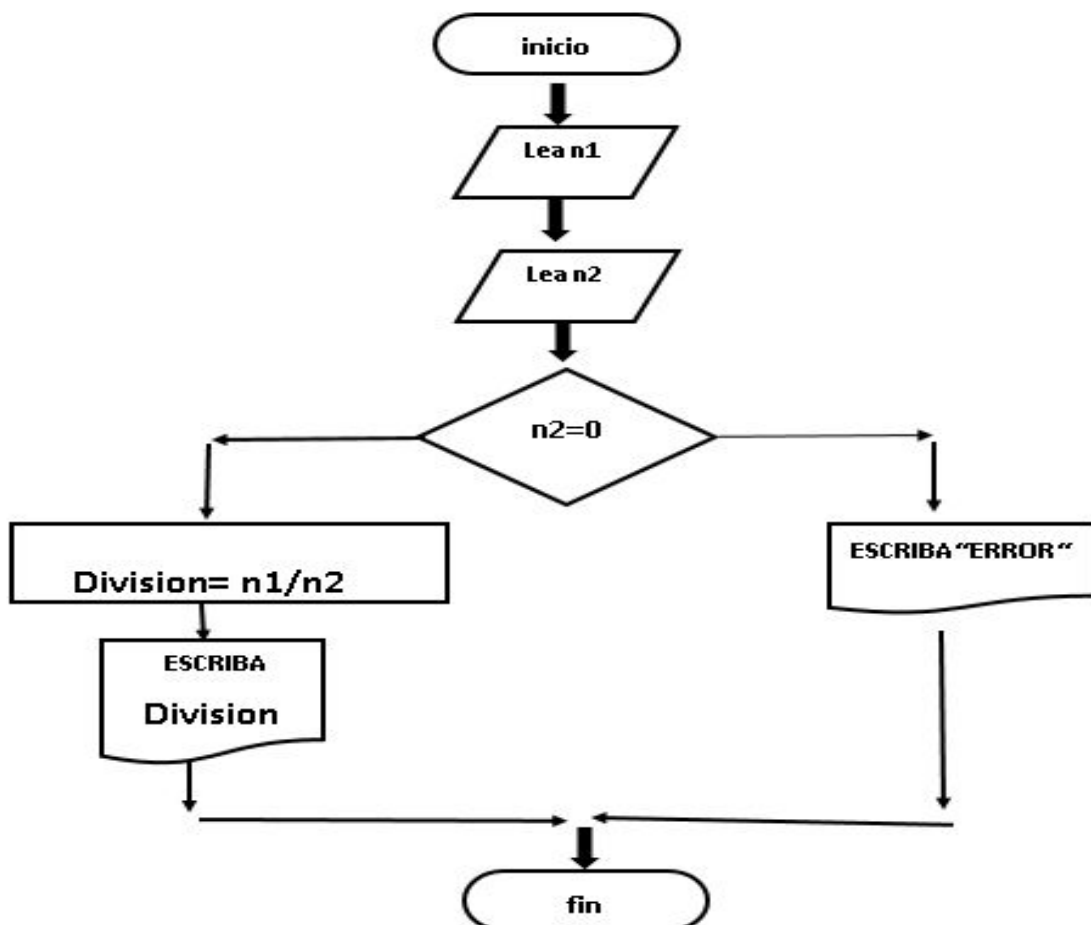 inicio
Lea n1
Lea n2
n2=0
Division= n1/n2
ESCRIBA “ERROR“
ESCRIBA
Division
fin